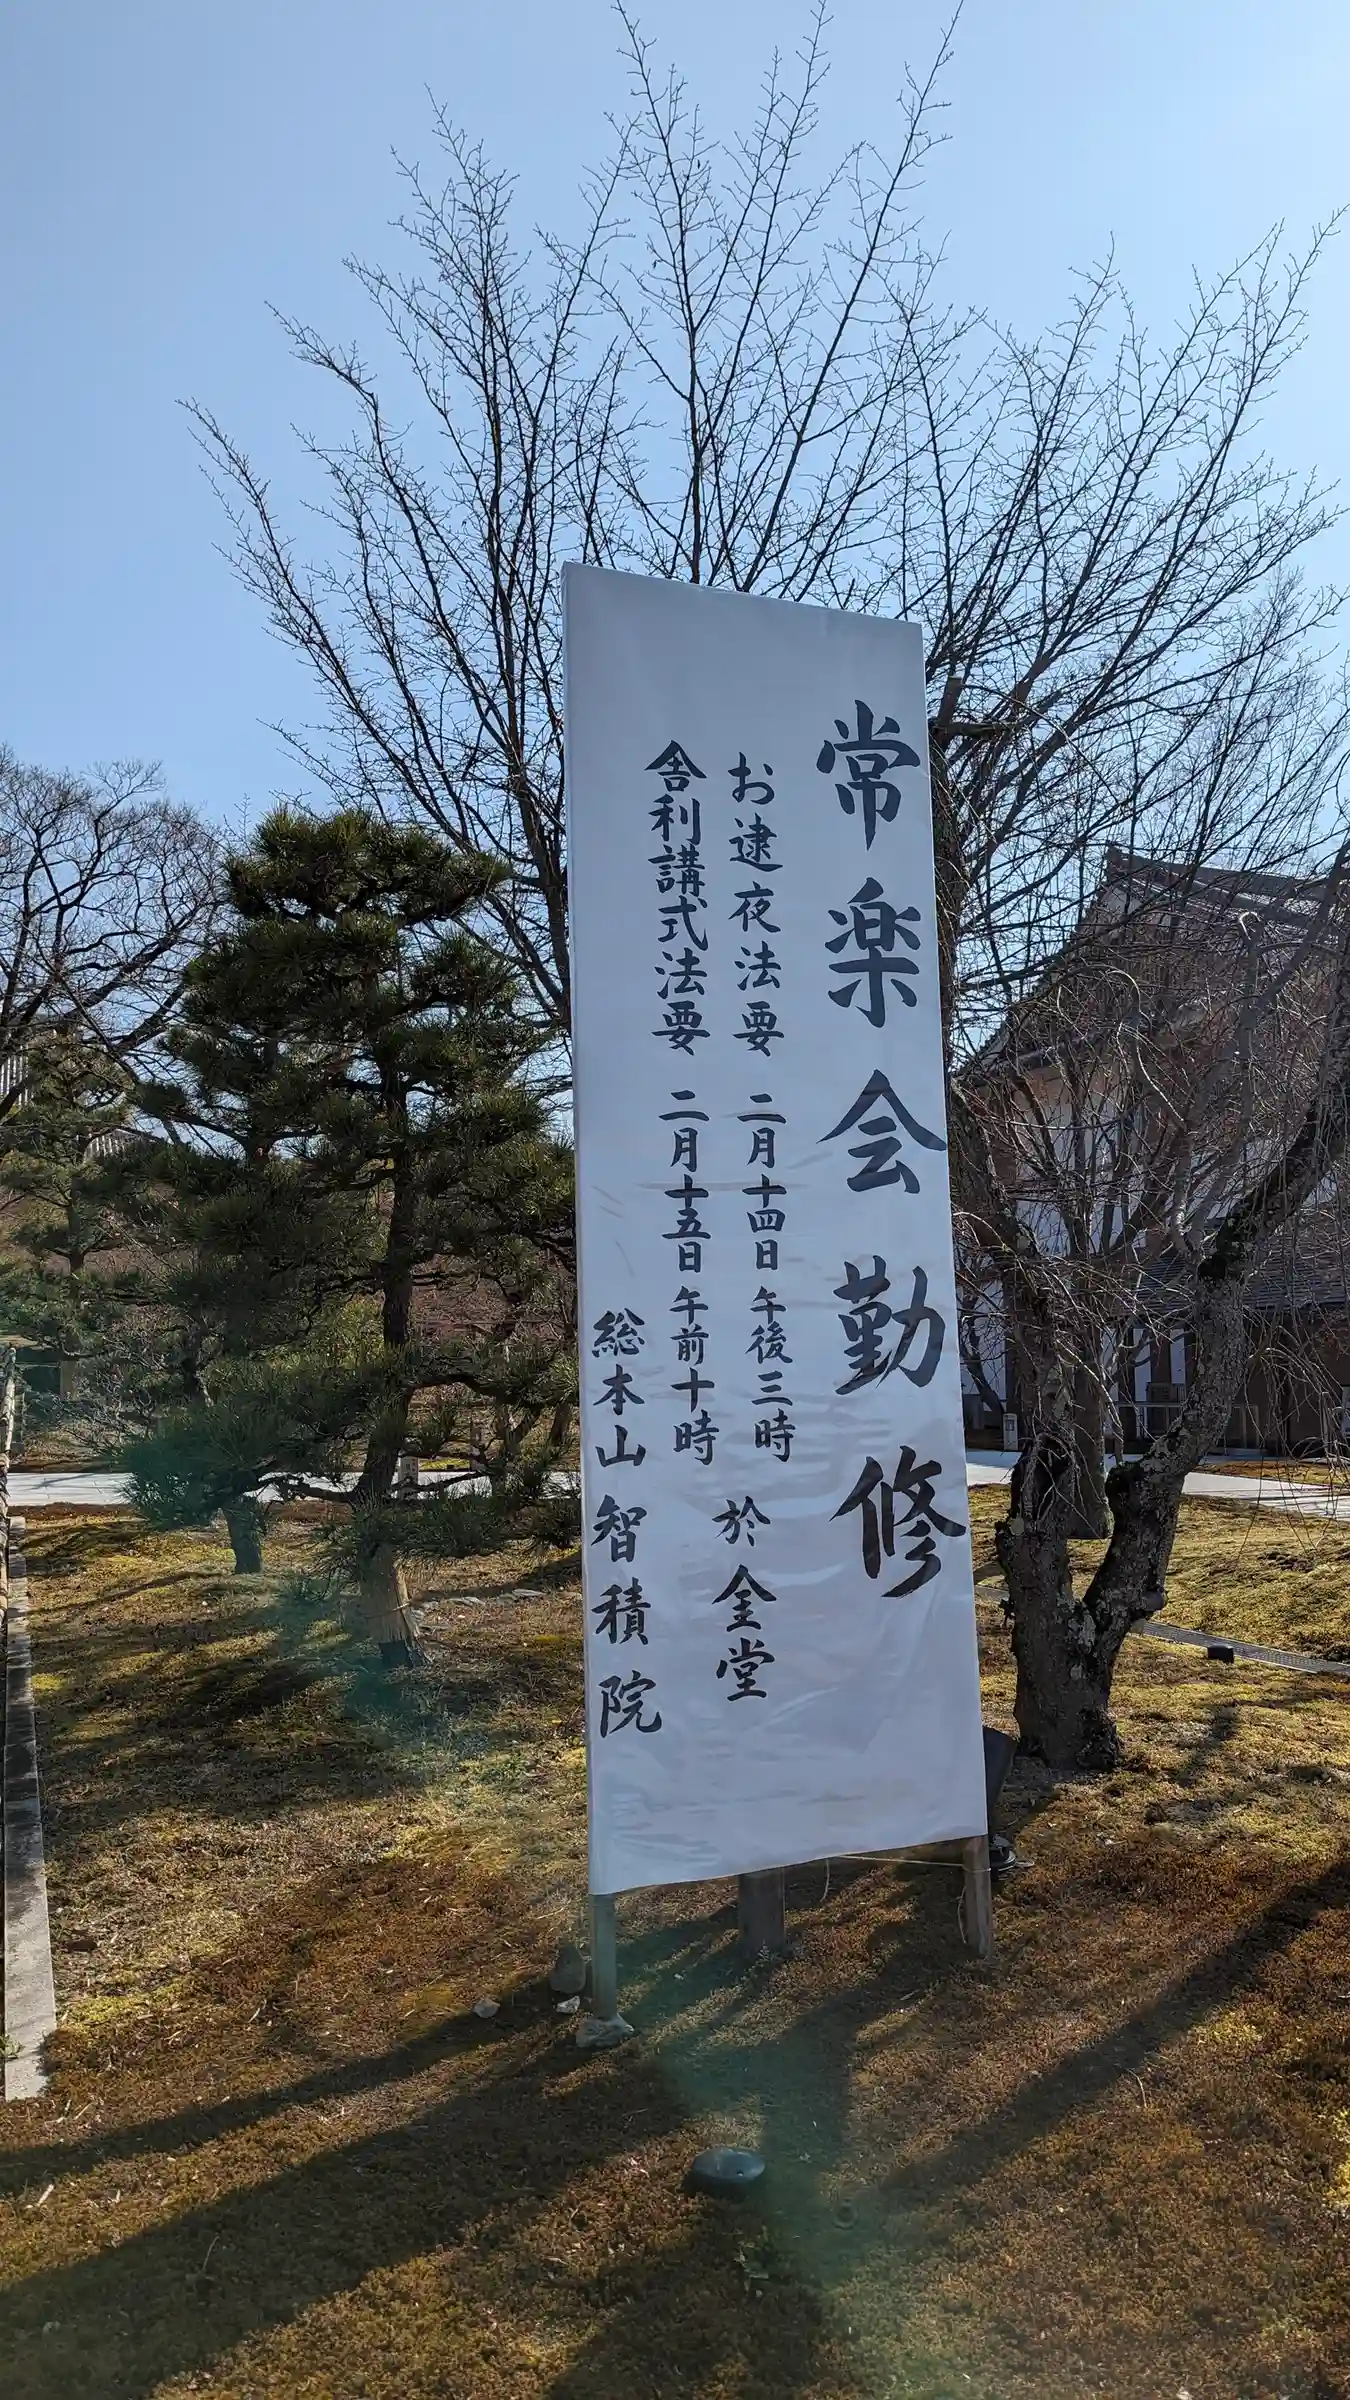 常楽会勤修
お逮夜法要 二月十四日 午後三時
舎利講式法要 二月十五日 午前十時
於 金堂
総本山 智積院